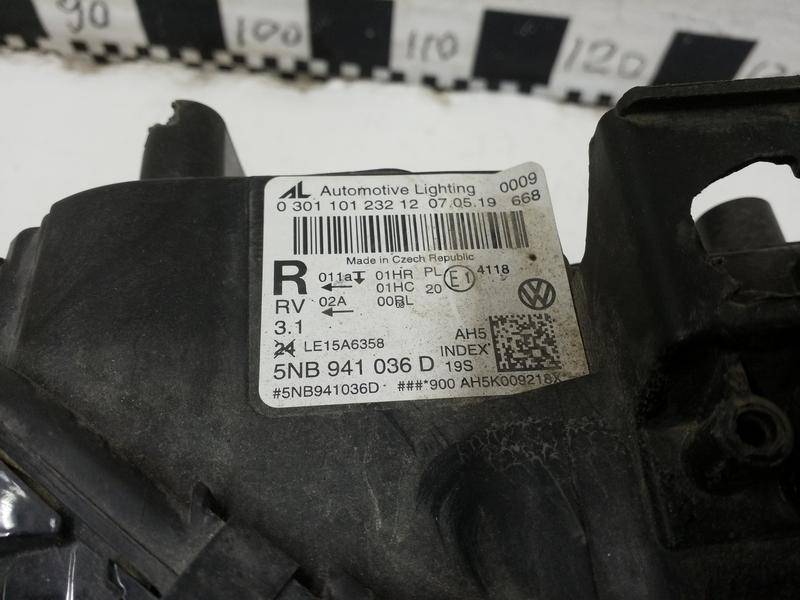 90 100 110 120
AL Automotive Lighting 0009
0 301 101 232 12 07.05.19 668
Made in Czech Republic
R 011a 01HR PL E1 4118
01HC 20
RV 02A 00RL
3.1
24 LE15A6358 AH5
INDEX
5NB 941 036 D 19S
#5NB941036D ###*900 AH5K009218X